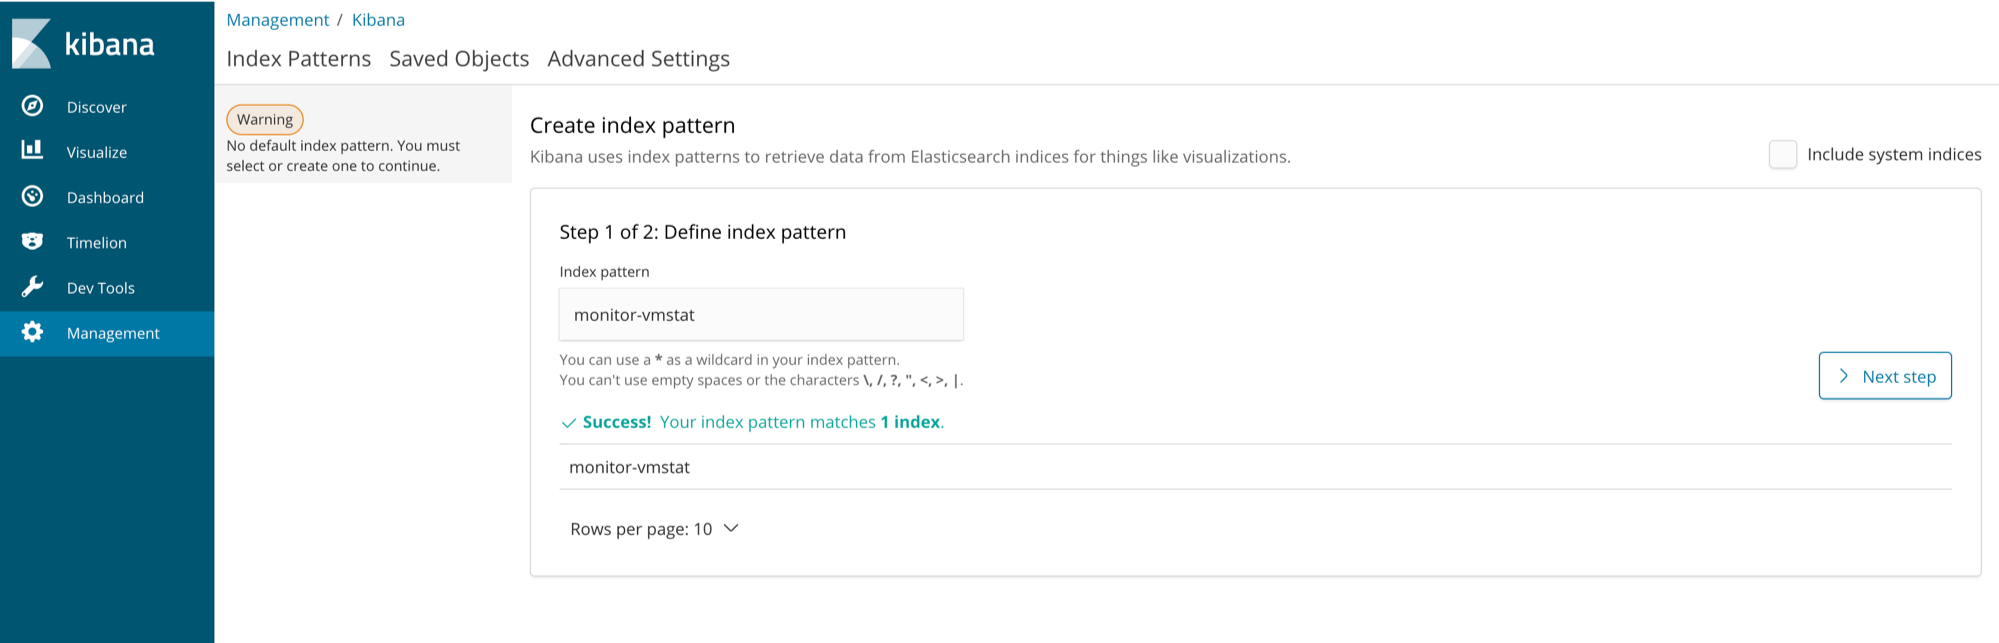 kibana
Discover
Visualize
Dashboard
Timelion
Dev Tools
Management
Management / Kibana
Index Patterns Saved Objects Advanced Settings
Warning
No default index pattern. You must
select or create one to continue.
Create index pattern
Kibana uses index patterns to retrieve data from Elasticsearch indices for things like visualizations.
Include system indices
Step 1 of 2: Define index pattern
Index pattern
monitor-vmstat
You can use a * as a wildcard in your index pattern.
You can't use empty spaces or the characters \, /, ?, ", <, >, |.
Next step
Success! Your index pattern matches 1 index.
monitor-vmstat
Rows per page: 10